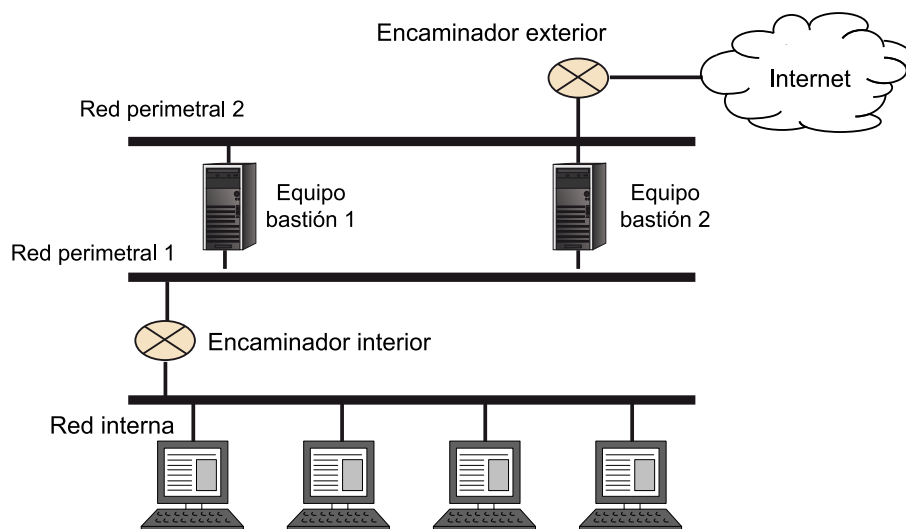 Encaminador exterior
Internet
Red perimetral 2
Equipo
bastión 1
Equipo
bastión 2
Red perimetral 1
Encaminador interior
Red interna